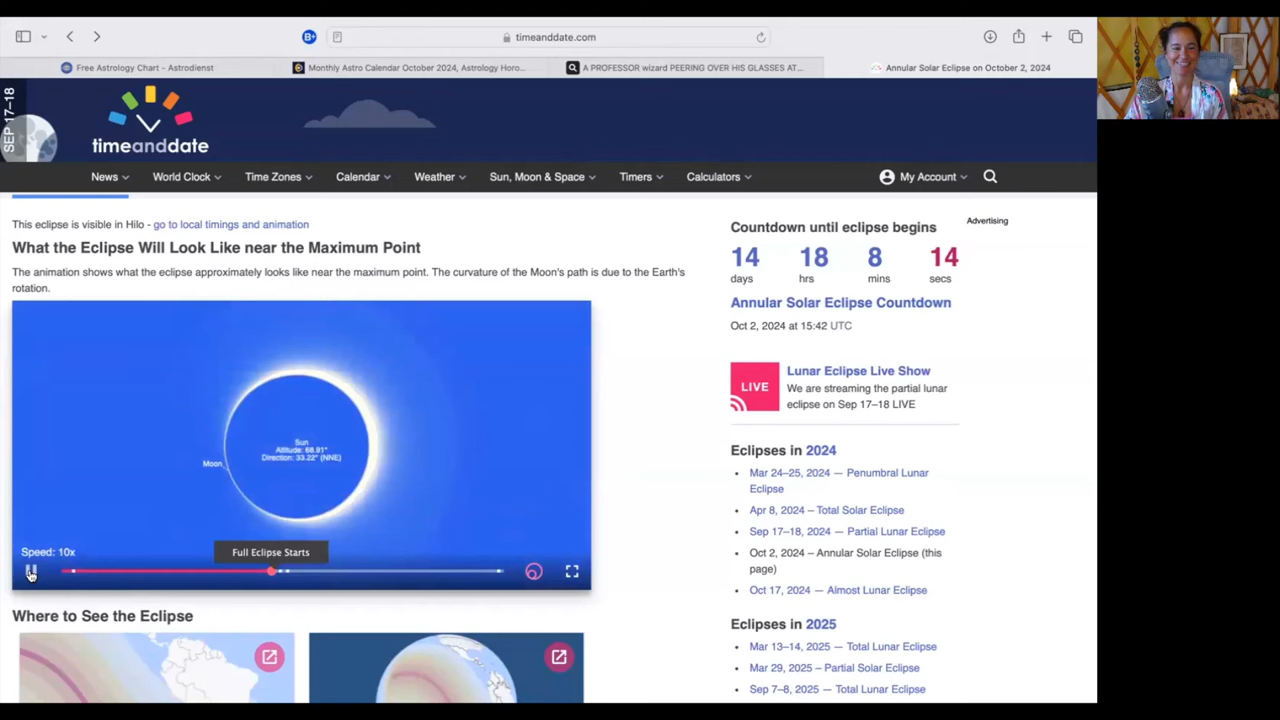 timeanddate.com
Free Astrology Chart - Astrodienst
Monthly Astro Calendar October 2024, Astrology Horo...
A PROFESSOR wizard PEERING OVER HIS GLASSES AT...
Annular Solar Eclipse on October 2, 2024
SEP 17–18
timeanddate
News
World Clock
Time Zones
Calendar
Weather
Sun, Moon & Space
Timers
Calculators
My Account
This eclipse is visible in Hilo - go to local timings and animation
What the Eclipse Will Look Like near the Maximum Point
The animation shows what the eclipse approximately looks like near the maximum point. The curvature of the Moon's path is due to the Earth's
rotation.
Sun
Altitude: 68.91°
Direction: 33.22° (NNE)
Moon
Speed: 10x
Full Eclipse Starts
Where to See the Eclipse
Countdown until eclipse begins
14 18 8 14
days hrs mins secs
Annular Solar Eclipse Countdown
Oct 2, 2024 at 15:42 UTC
LIVE
Lunar Eclipse Live Show
We are streaming the partial lunar
eclipse on Sep 17–18 LIVE
Eclipses in 2024
Mar 24–25, 2024 — Penumbral Lunar
Eclipse
Apr 8, 2024 – Total Solar Eclipse
Sep 17–18, 2024 — Partial Lunar Eclipse
Oct 2, 2024 – Annular Solar Eclipse (this
page)
Oct 17, 2024 – Almost Lunar Eclipse
Eclipses in 2025
Mar 13–14, 2025 — Total Lunar Eclipse
Mar 29, 2025 – Partial Solar Eclipse
Sep 7–8, 2025 — Total Lunar Eclipse
Advertising